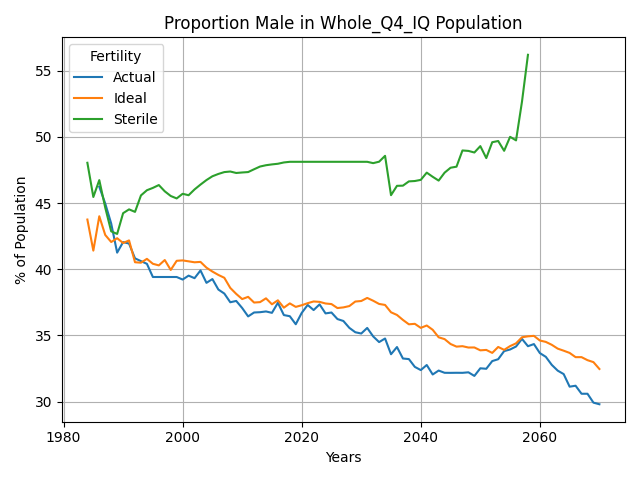 Proportion Male in Whole_Q4_IQ Population
Fertility
Actual
Ideal
Sterile
% of Population
55
50
45
40
35
30
1980
2000
2020
2040
2060
Years